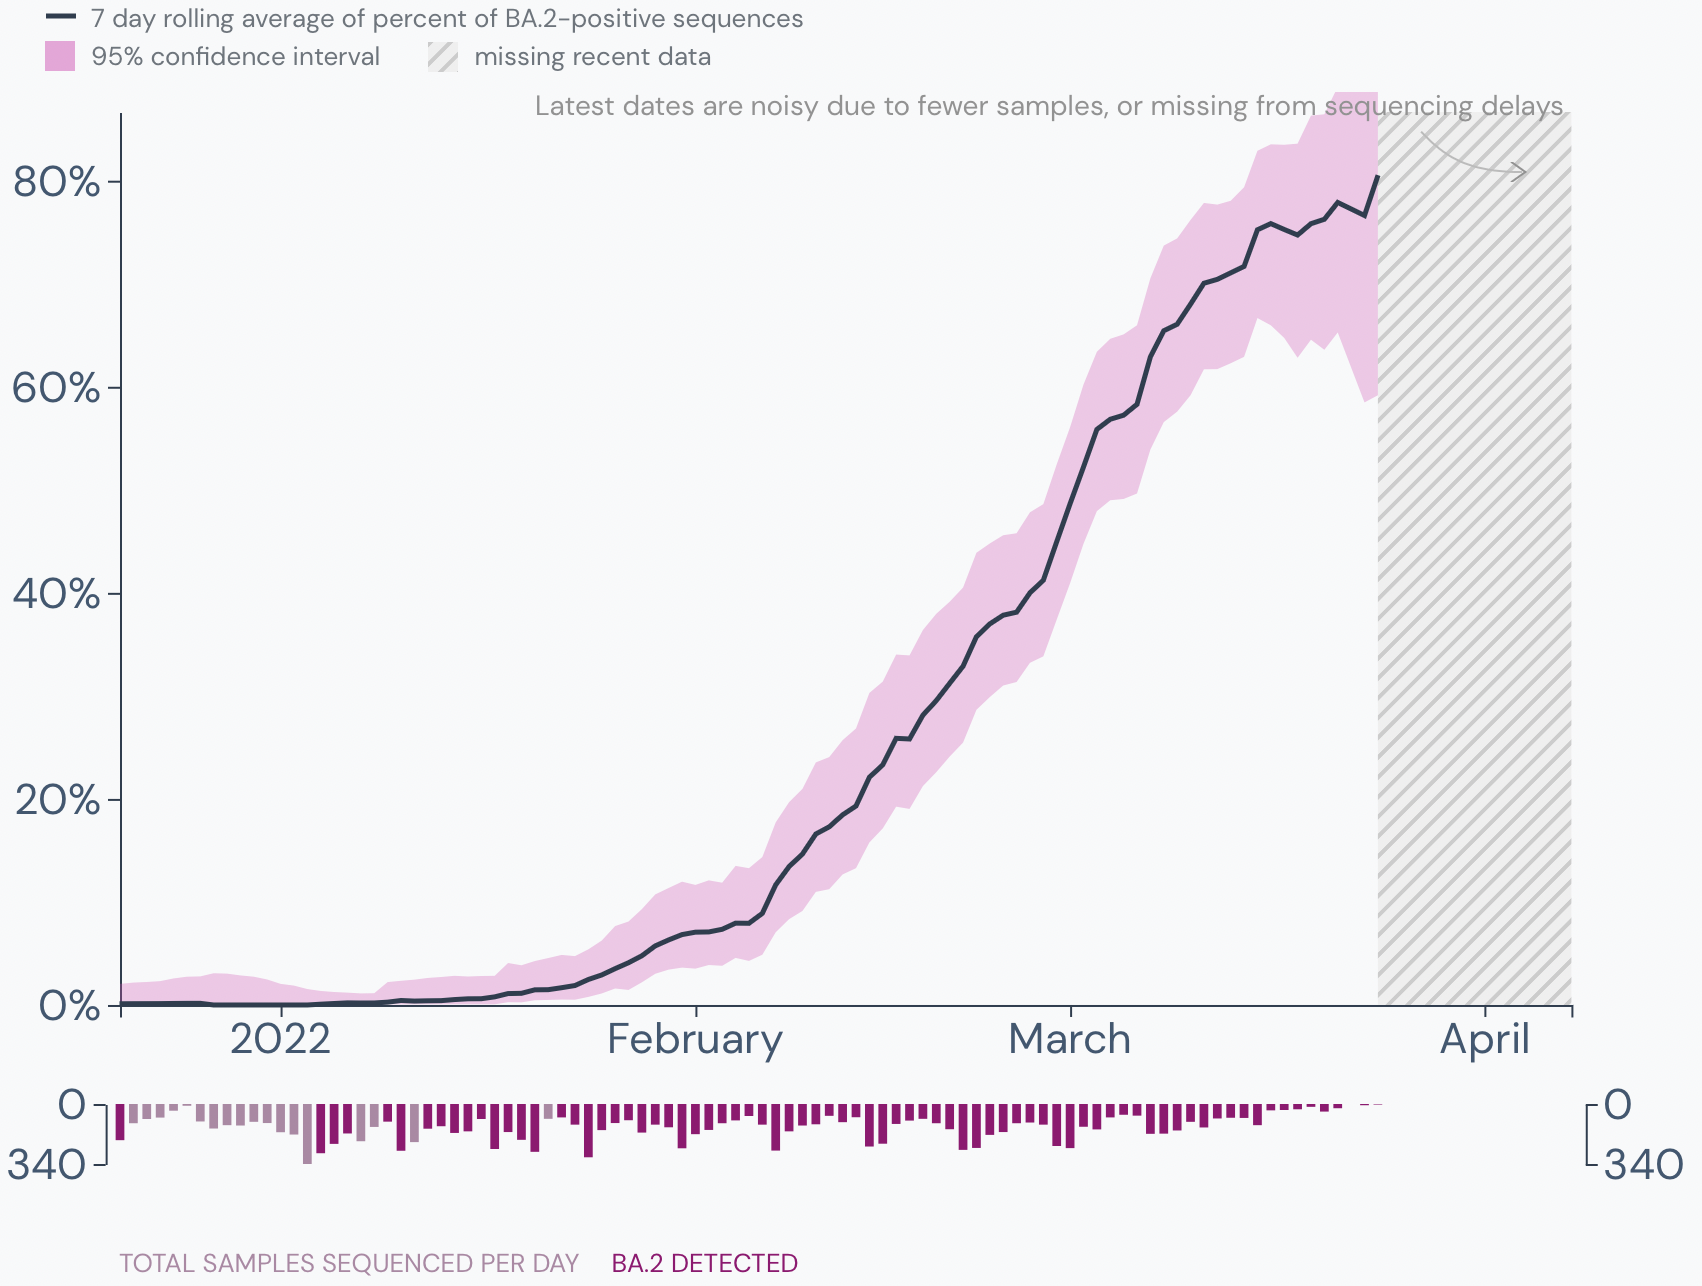 7 day rolling average of percent of BA.2-positive sequences
95% confidence interval missing recent data
Latest dates are noisy due to fewer samples, or missing from sequencing delays.
80%
60%
40%
20%
0%
2022 February March April
0 0
340 340
TOTAL SAMPLES SEQUENCED PER DAY BA.2 DETECTED